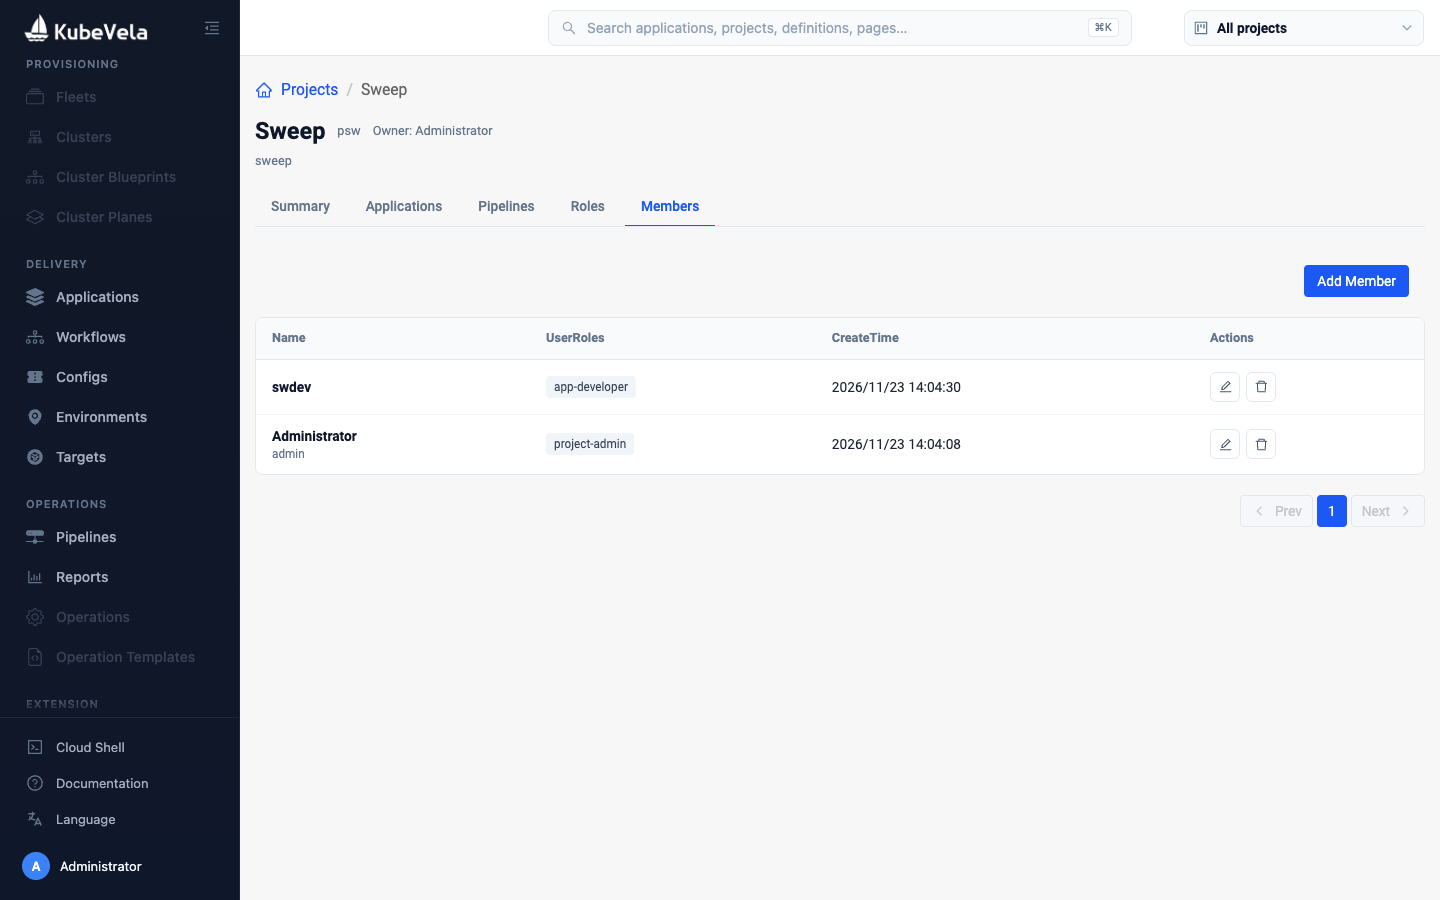 KubeVela
Search applications, projects, definitions, pages...
⌘K
All projects
PROVISIONING
Fleets
Clusters
Cluster Blueprints
Cluster Planes
DELIVERY
Applications
Workflows
Configs
Environments
Targets
OPERATIONS
Pipelines
Reports
Operations
Operation Templates
EXTENSION
Cloud Shell
Documentation
Language
A Administrator
Projects / Sweep
Sweep psw Owner: Administrator
sweep
Summary Applications Pipelines Roles Members
Add Member
Name UserRoles CreateTime Actions
swdev app-developer 2026/11/23 14:04:30
Administrator project-admin 2026/11/23 14:04:08
admin
Prev 1 Next